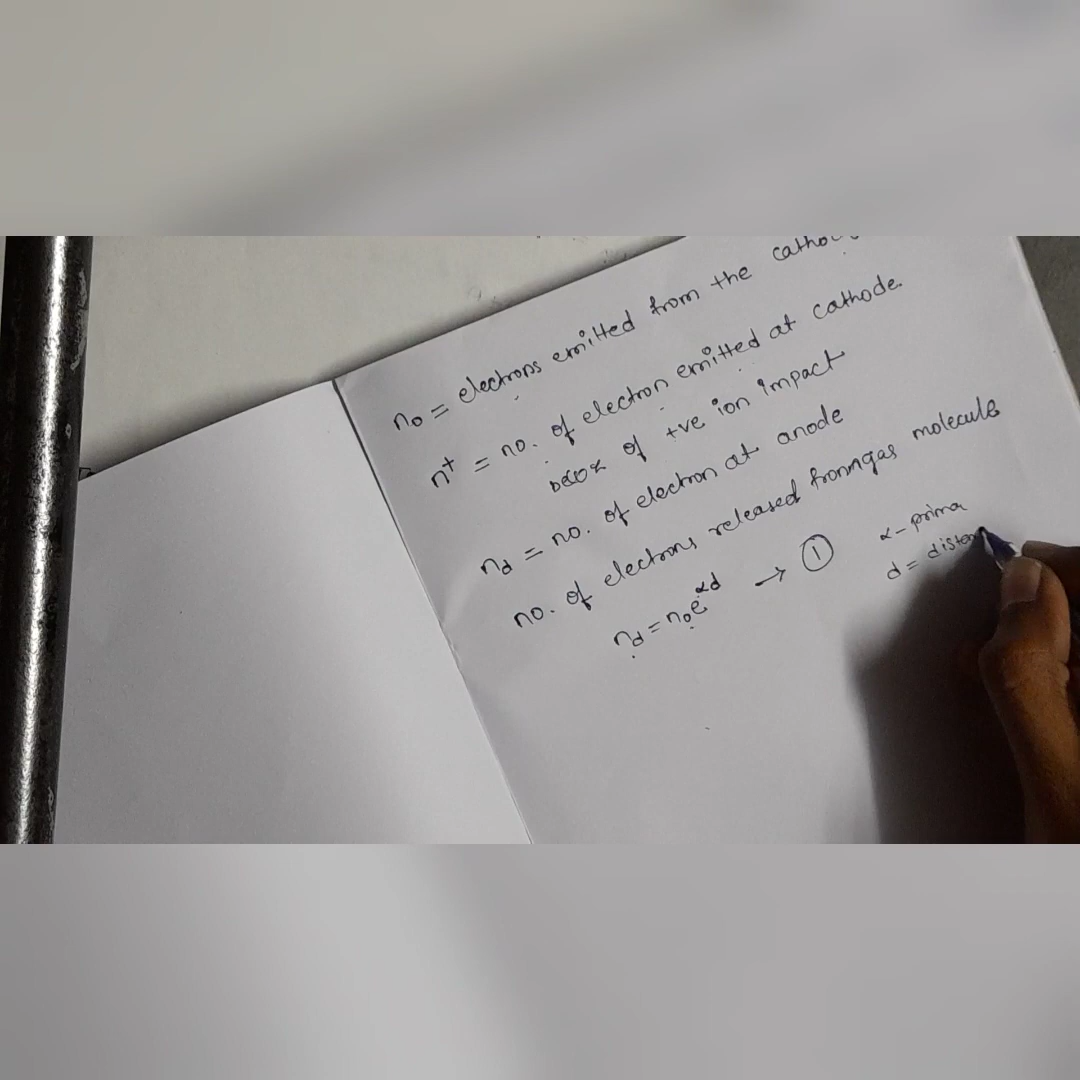 n₀ = electrons emitted from the
n⁺ = no. of electron emitted at cathode
of +ve ion impact
n_d = no. of electron at anode
no. of electrons released from gas molecule
n_d = n₀e^αd → ①
α - prima
d = distan